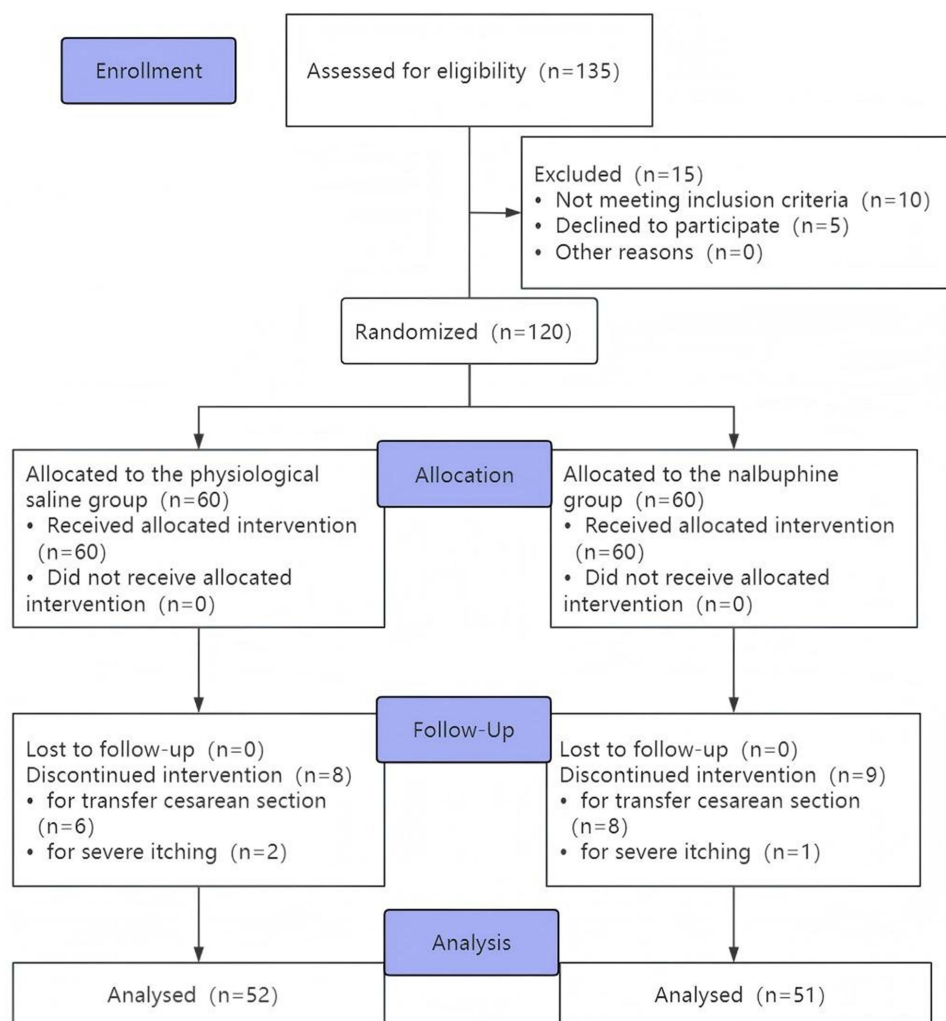 Enrollment
Assessed for eligibility (n=135)
Excluded (n=15)
• Not meeting inclusion criteria (n=10)
• Declined to participate (n=5)
• Other reasons (n=0)
Randomized (n=120)
Allocation
Allocated to the physiological
saline group (n=60)
• Received allocated intervention
(n=60)
• Did not receive allocated
intervention (n=0)
Allocated to the nalbuphine
group (n=60)
• Received allocated intervention
(n=60)
• Did not receive allocated
intervention (n=0)
Follow-Up
Lost to follow-up (n=0)
Discontinued intervention (n=8)
• for transfer cesarean section
(n=6)
• for severe itching (n=2)
Lost to follow-up (n=0)
Discontinued intervention (n=9)
• for transfer cesarean section
(n=8)
• for severe itching (n=1)
Analysis
Analysed (n=52)
Analysed (n=51)